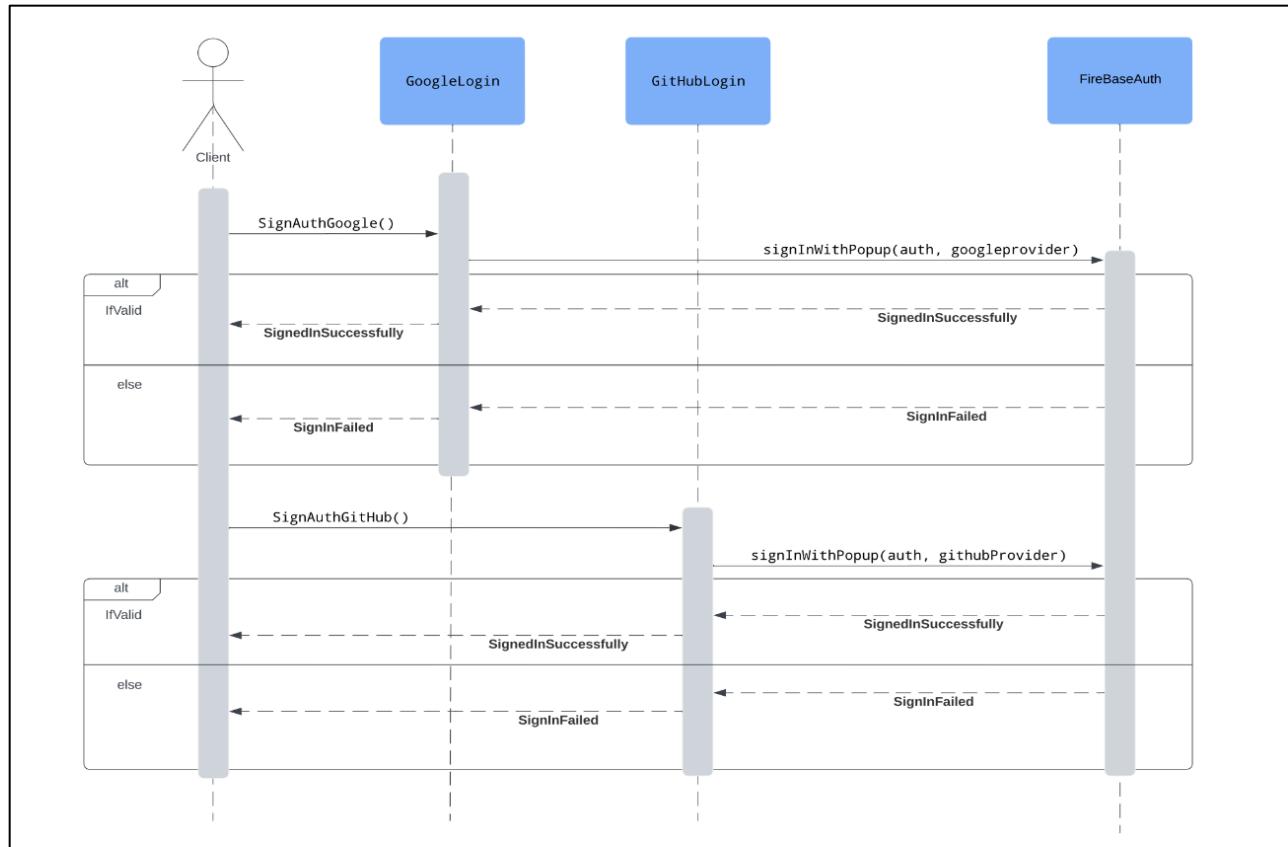 GoogleLogin
GitHubLogin
FireBaseAuth
Client
SignAuthGoogle()
signInWithPopup(auth, googleprovider)
alt
IfValid
SignedInSuccessfully
SignedInSuccessfully
else
SignInFailed
SignInFailed
SignAuthGitHub()
signInWithPopup(auth, githubProvider)
alt
IfValid
SignedInSuccessfully
SignedInSuccessfully
else
SignInFailed
SignInFailed